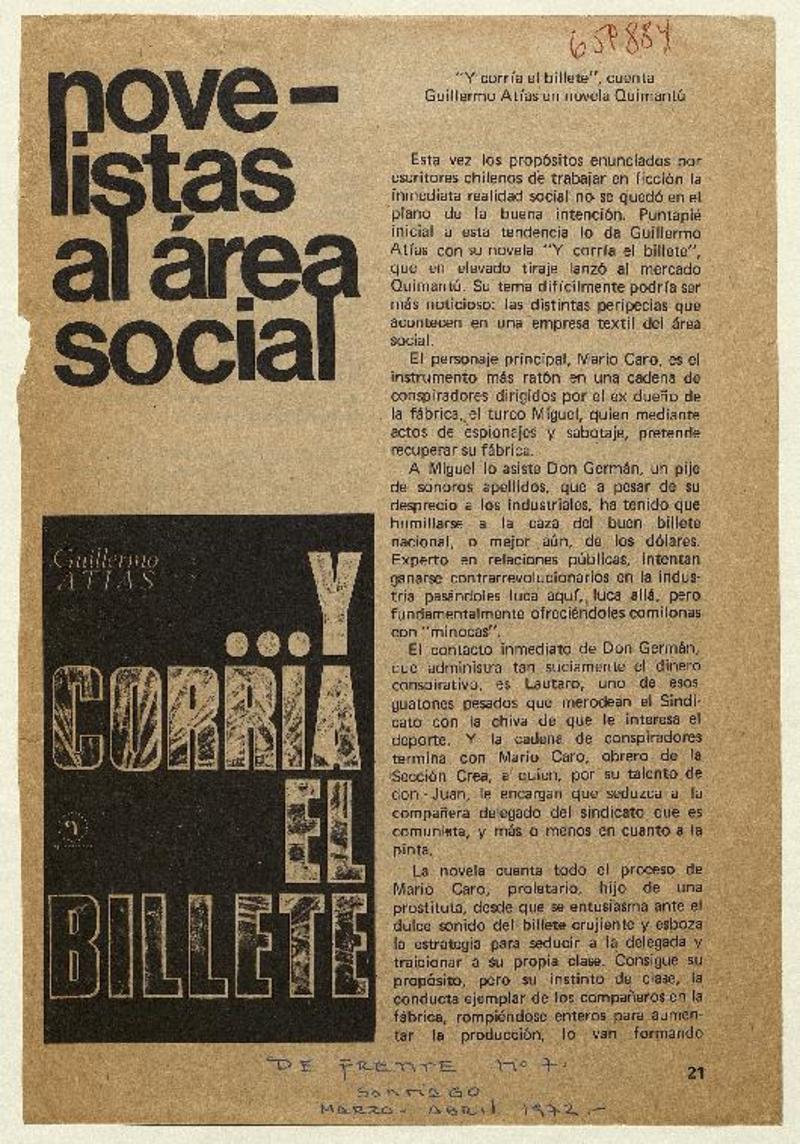 65P884
nove-
listas
al área
social
"Y corría el billete", cuenta
Guillermo Atías en novela Quimantú
Esta vez los propósitos enunciados por
escritores chilenos de trabajar en ficción la
inmediata realidad social no se quedó en el
plano de la buena intención. Puntapié
inicial a esta tendencia lo da Guillermo
Atías con su novela "Y corría el billete",
que en elevado tiraje lanzó al mercado
Quimantú. Su tema difícilmente podría ser
más noticioso: las distintas peripecias que
acontecen en una empresa textil del área
social.
El personaje principal, Mario Caro, es el
instrumento más ratón en una cadena de
conspiradores dirigidos por el ex dueño de
la fábrica, el turco Miguel, quien mediante
actos de espionajes y sabotaje, pretende
recuperar su fábrica.
A Miguel lo asiste Don Germán, un pije
de sonoros apellidos, que a pesar de su
desprecio a los industriales, ha tenido que
humillarse a la caza del buen billete
nacional, o mejor aún, de los dólares.
Experto en relaciones públicas, intentan
ganarse contrarrevolucionarios en la indus-
tria pasándoles luca aquí, luca allá, pero
fundamentalmente ofreciéndoles comilonas
con "minocas".
El contacto inmediato de Don Germán,
que administra tan suciamente el dinero
conspirativo, es Lautaro, uno de esos
guatones pesados que merodean el Sindi-
cato con la chiva de que le interesa el
deporte. Y la cadena de conspiradores
termina con Mario Caro, obrero de la
Sección Crea, a quien, por su talento de
don - Juan, le encargan que seduzca a la
compañera delegado del sindicato que es
comunista, y más o menos en cuanto a la
pinta.
La novela cuenta todo el proceso de
Mario Caro, proletario, hijo de una
prostituta, desde que se entusiasma ante el
dulce sonido del billete crujiente y esboza
la estrategia para seducir a la delegada y
traicionar a su propia clase. Consigue su
propósito, pero su instinto de clase, la
conducta ejemplar de los compañeros en la
fábrica, rompiéndose enteros para aumen-
tar la producción, lo van formando
Guillermo
ATIAS
Y
...
CORRIA
EL
BILLETE
DE FRENTE Nº 7.
SANTIAGO
MARZO - ABRIL 1972.-
21